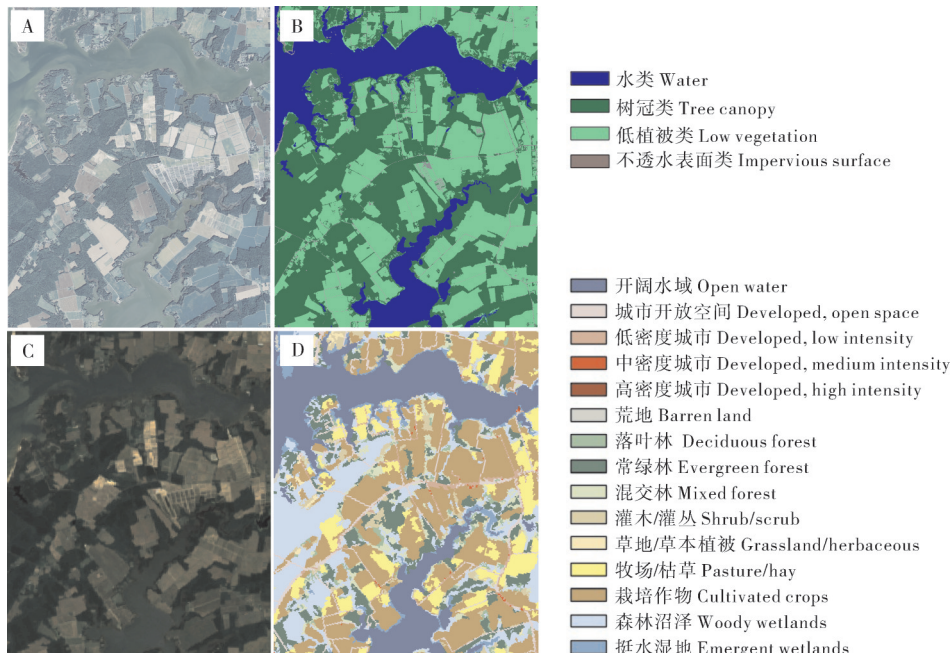 A
B
水类 Water
树冠类 Tree canopy
低植被类 Low vegetation
不透水表面类 Impervious surface
开阔水域 Open water
城市开放空间 Developed, open space
C
D
低密度城市 Developed, low intensity
中密度城市 Developed, medium intensity
高密度城市 Developed, high intensity
荒地 Barren land
落叶林 Deciduous forest
常绿林 Evergreen forest
混交林 Mixed forest
灌木/灌丛 Shrub/scrub
草地/草本植被 Grassland/herbaceous
牧场/枯草 Pasture/hay
栽培作物 Cultivated crops
森林沼泽 Woody wetlands
挺水湿地 Emergent wetlands